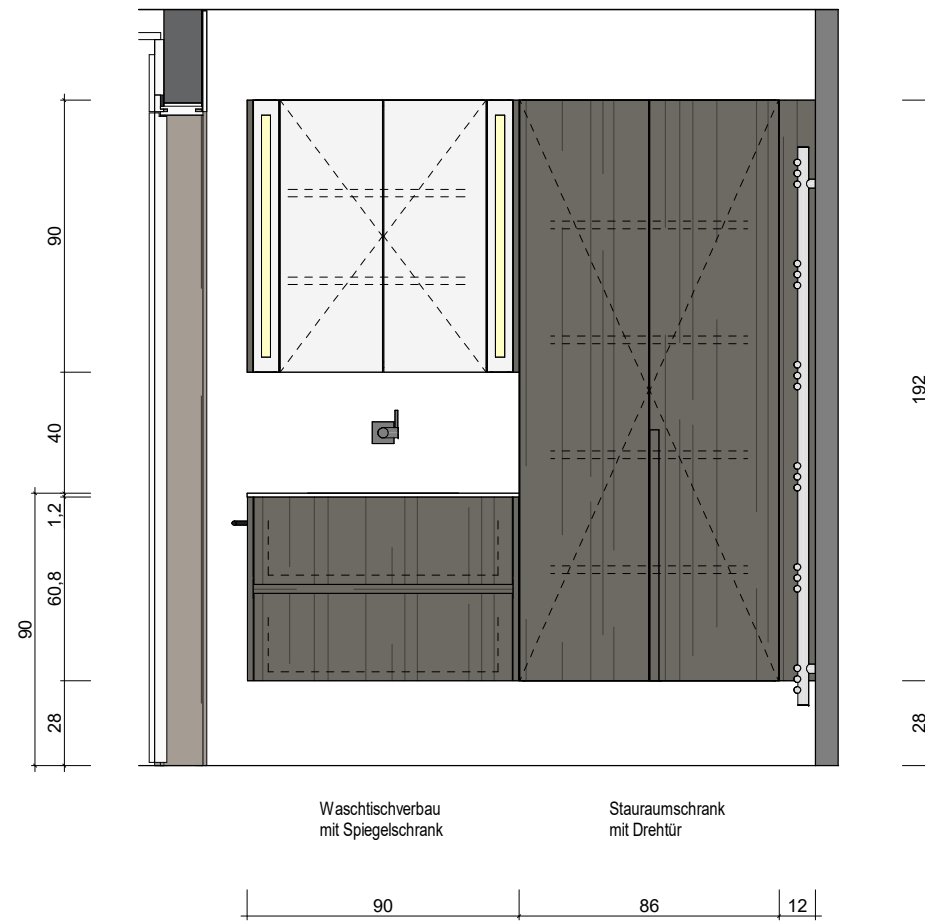 90
40
1,2
60,8
90
28
192
28
Waschtischverbau
mit Spiegelschrank
Stauraumschrank
mit Drehtür
90
86
12